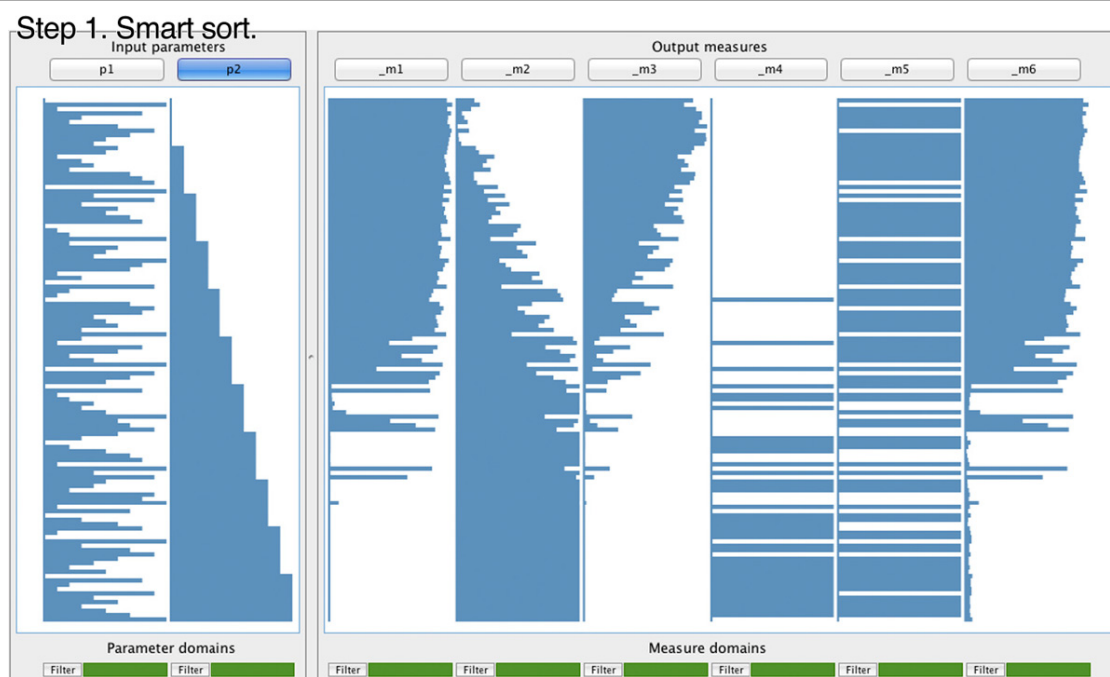 Step 1. Smart sort.
Input parameters
Output measures
p1
p2
_m1
_m2
_m3
_m4
_m5
_m6
Parameter domains
Measure domains
Filter
Filter
Filter
Filter
Filter
Filter
Filter
Filter